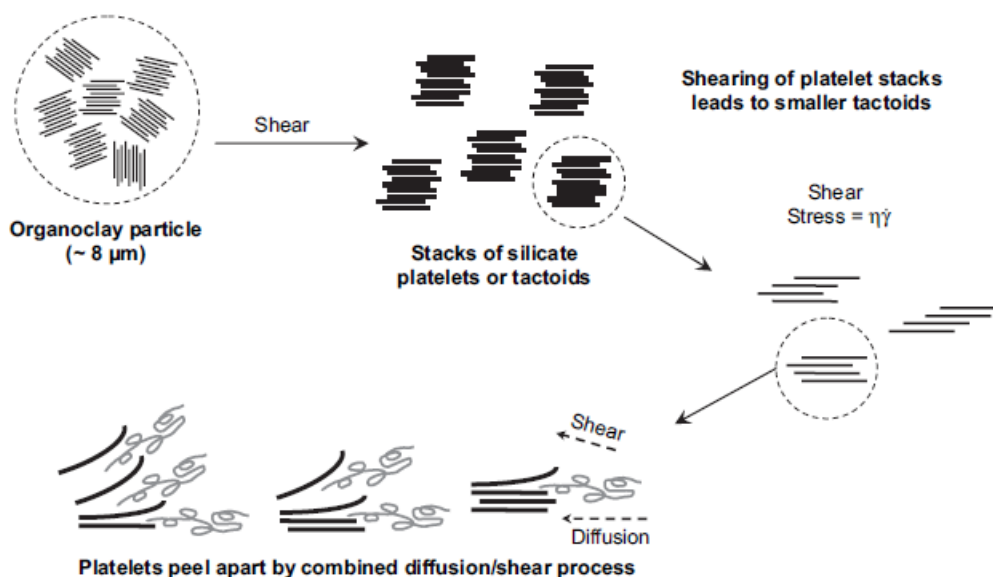 Shear
Organoclay particle
(~ 8 μm)
Stacks of silicate
platelets or tactoids
Shearing of platelet stacks
leads to smaller tactoids
Shear
Stress = ηγ̇
Shear
Diffusion
Platelets peel apart by combined diffusion/shear process